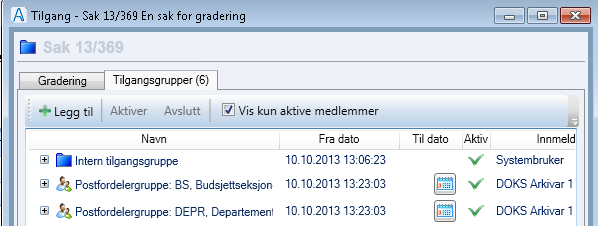 Tilgang - Sak 13/369 En sak for gradering
Sak 13/369
Gradering Tilgangsgrupper (6)
Legg til Aktiver Avslutt Vis kun aktive medlemmer
Navn Fra dato Til dato Aktiv Innmeld
Intern tilgangsgruppe 10.10.2013 13:06:23 Systembruker
Postfordelergruppe: BS, Budsjettseksjon 10.10.2013 13:23:03 DOKS Arkivar 1
Postfordelergruppe: DEPR, Departement 10.10.2013 13:23:03 DOKS Arkivar 1